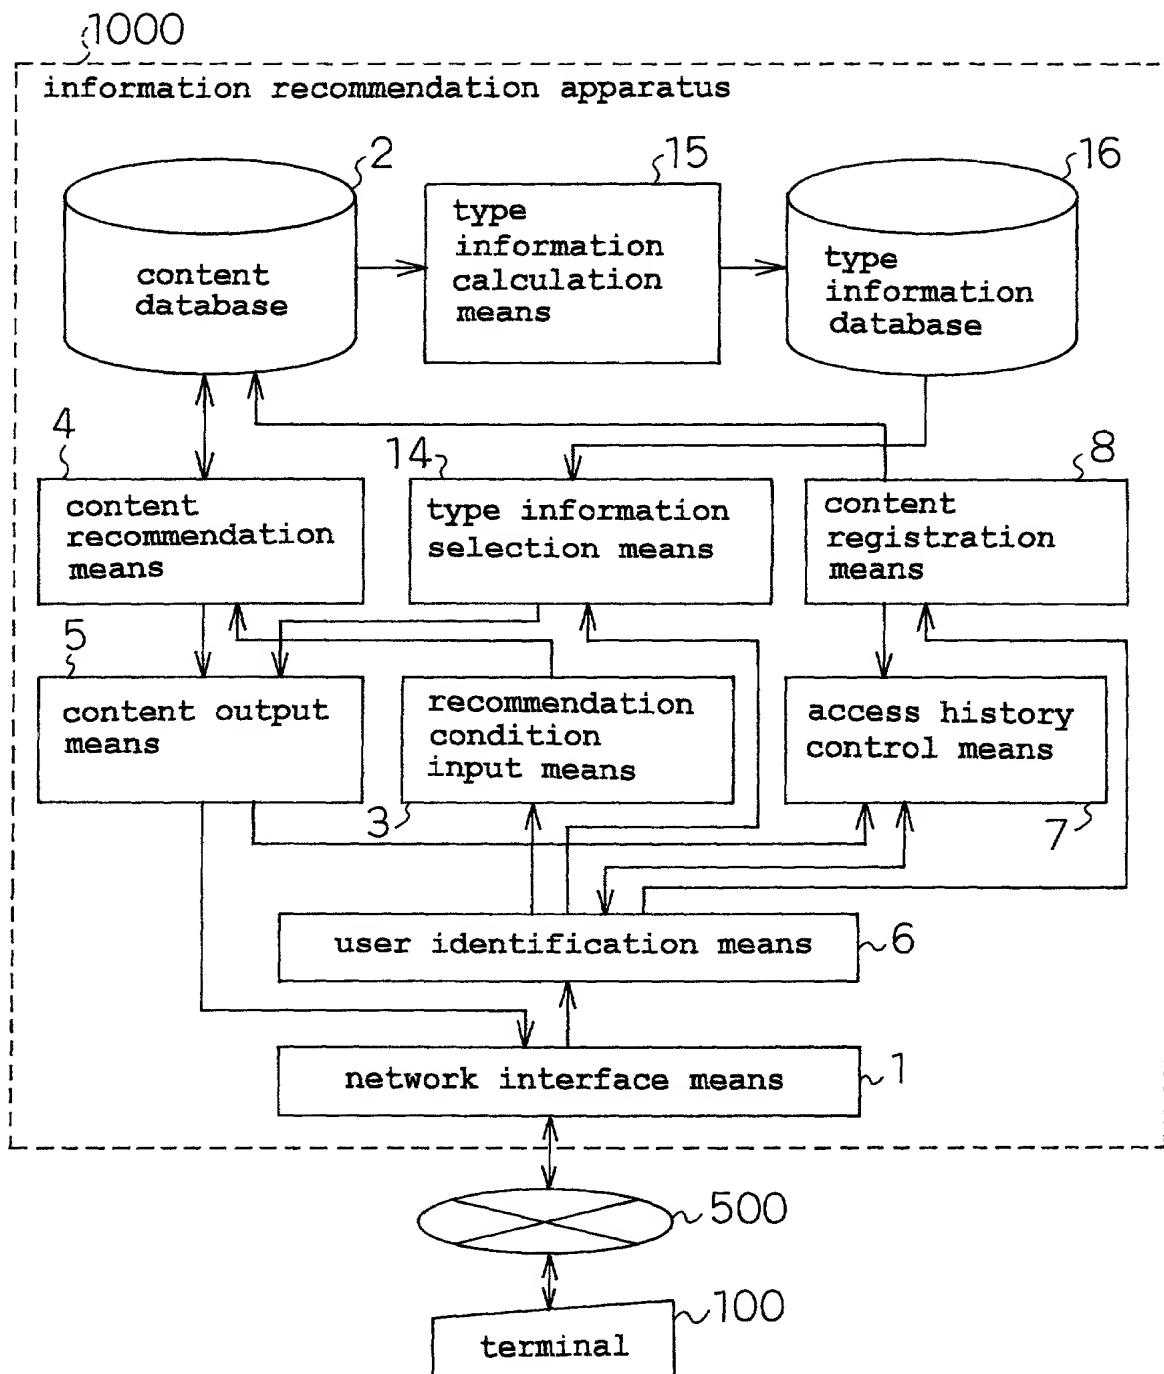 1000
information recommendation apparatus
2
15
16
content
database
type
information
calculation
means
type
information
database
4
14
8
content
recommendation
means
type information
selection means
content
registration
means
5
content output
means
recommendation
condition
input means
access history
control means
3
7
user identification means
6
network interface means
1
500
100
terminal